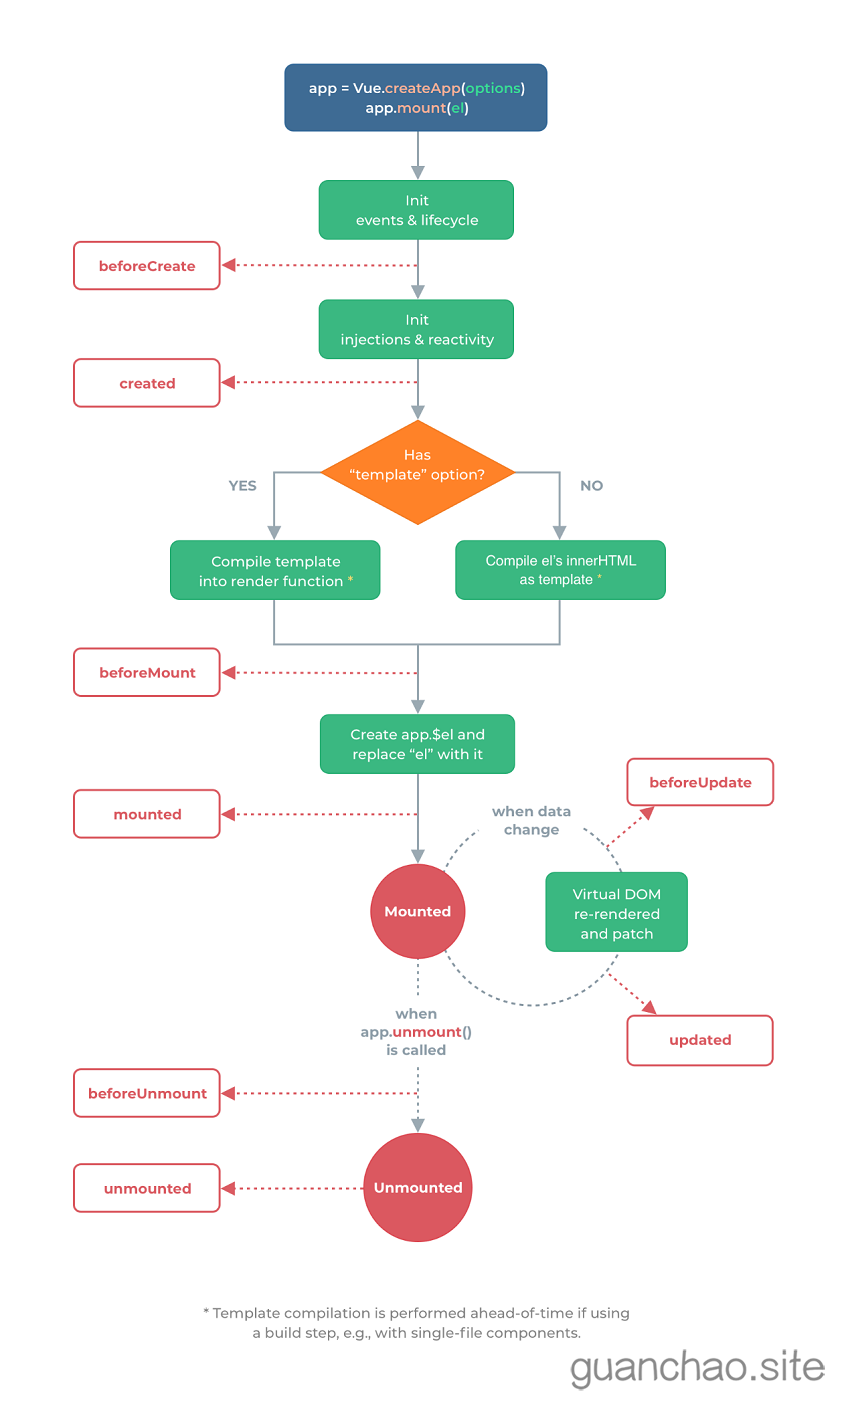 app = Vue.createApp(options)
app.mount(el)
Init
events & lifecycle
beforeCreate
Init
injections & reactivity
created
Has
“template” option?
YES
NO
Compile template
into render function *
Compile el’s innerHTML
as template *
beforeMount
Create app.$el and
replace “el” with it
beforeUpdate
mounted
when data
change
Mounted
Virtual DOM
re-rendered
and patch
when
app.unmount()
is called
updated
beforeUnmount
unmounted
Unmounted
* Template compilation is performed ahead-of-time if using
a build step, e.g., with single-file components.
guanchao.site